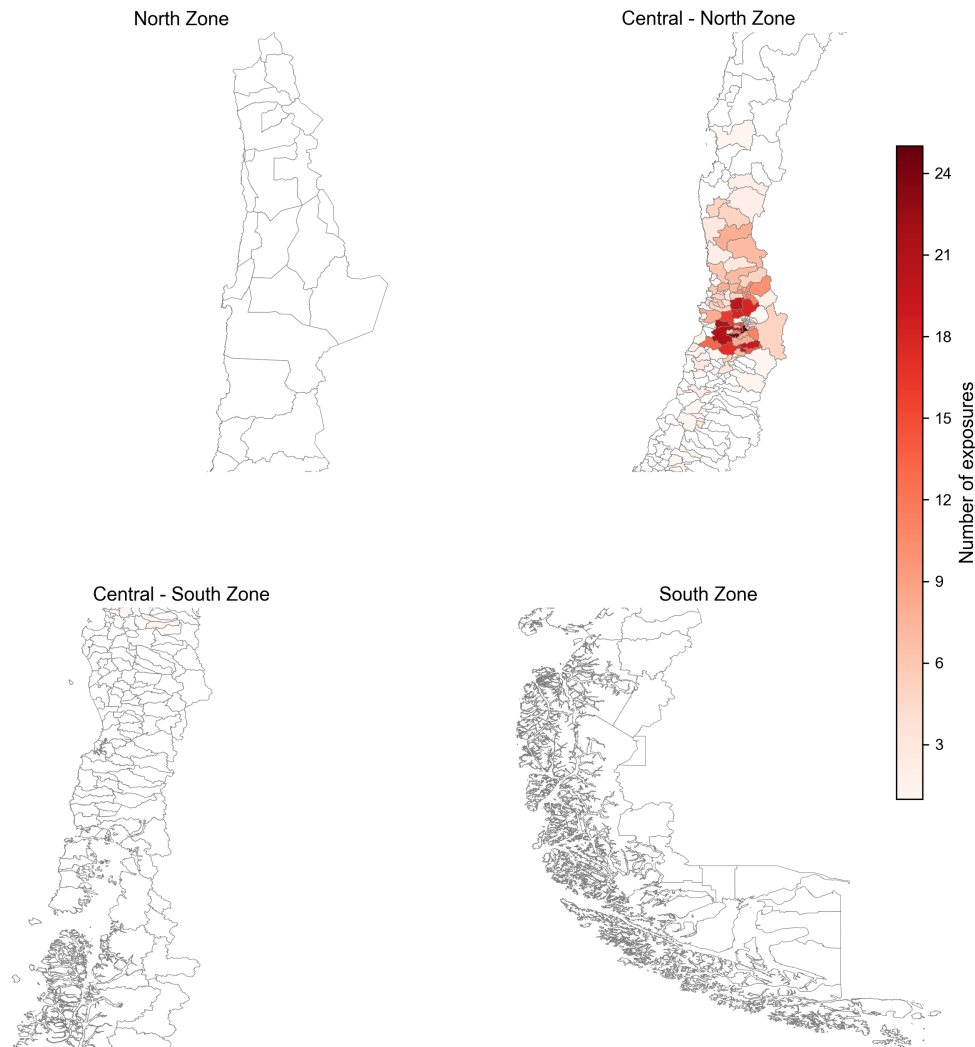 North Zone
Central - North Zone
24
21
18
15
12
9
6
3
Number of exposures
Central - South Zone
South Zone